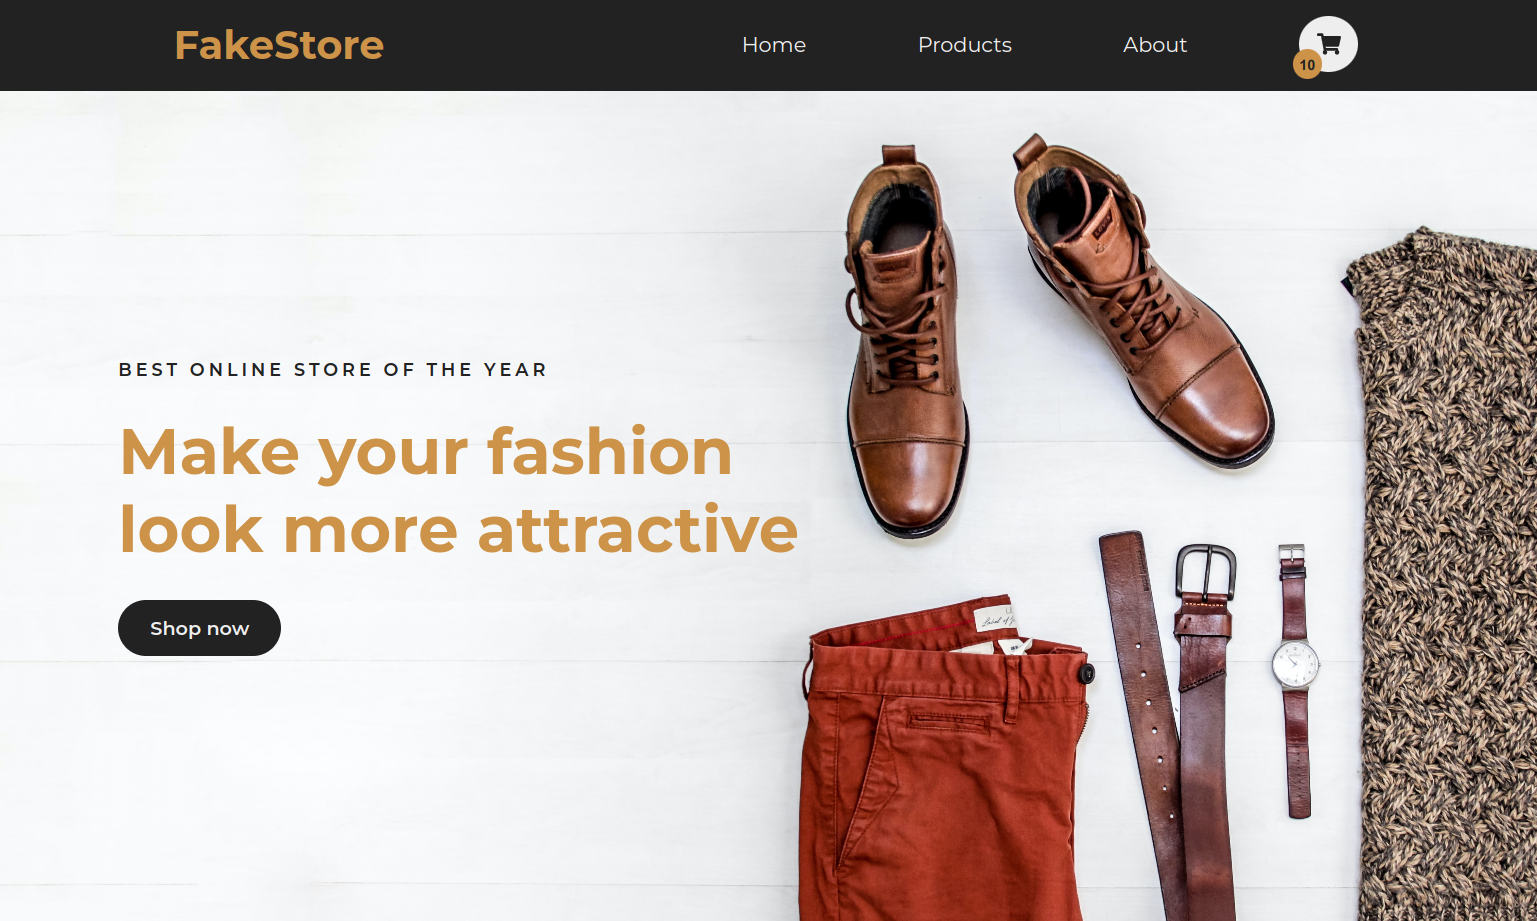 FakeStore
Home
Products
About
10
BEST ONLINE STORE OF THE YEAR
Make your fashion
look more attractive
Shop now